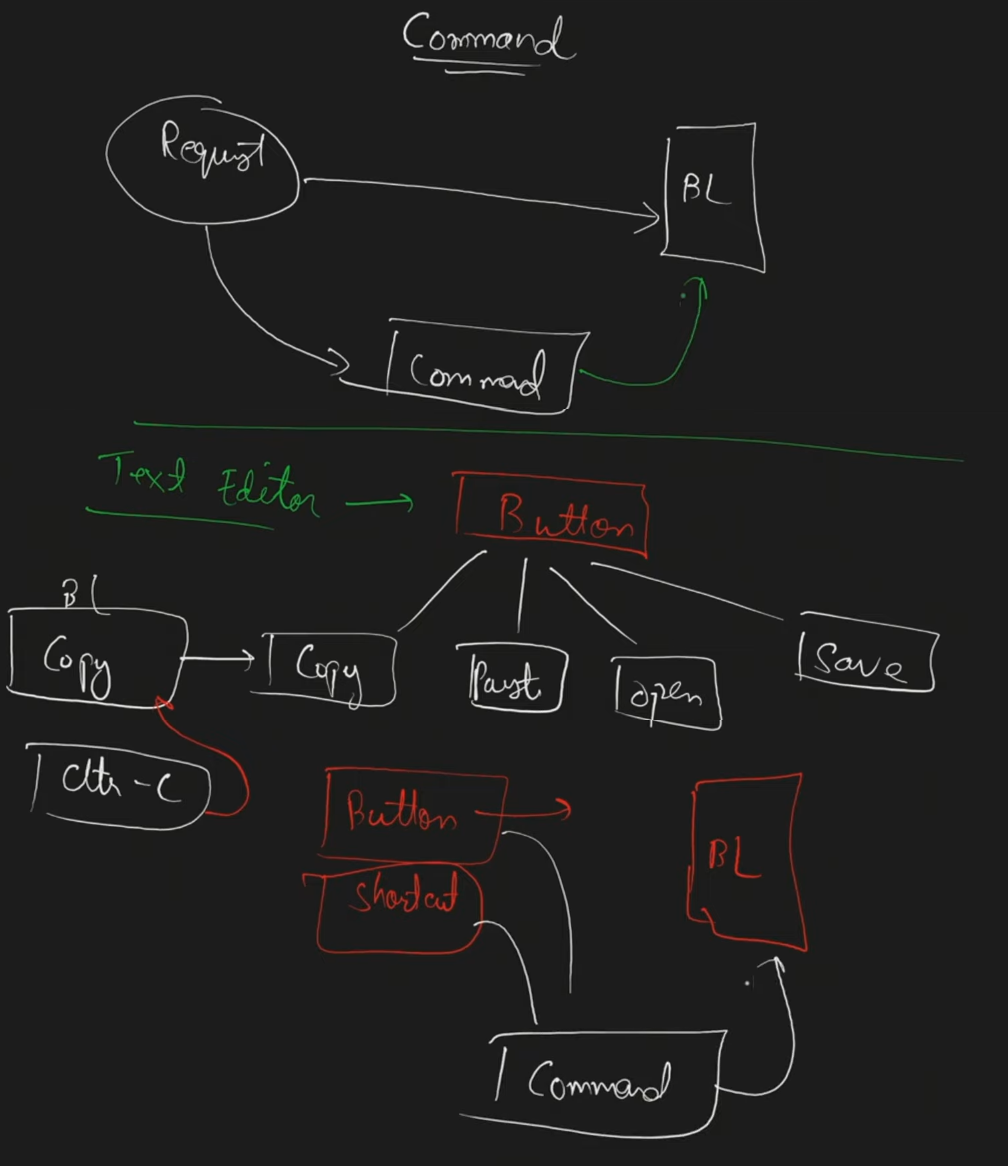 Command
Request
BL
Commad
Text Editor
Button
BL
Copy
Copy
Past
open
Save
Cltr-C
Button
Shortcut
BL
Command